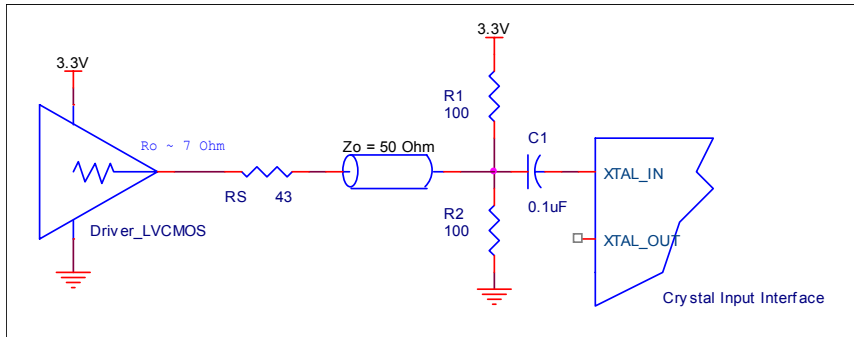 3.3V
3.3V
R1
100
Ro ~ 7 Ohm
Zo = 50 Ohm
C1
XTAL_IN
RS 43
0.1uF
R2
100
Driver_LVCMOS
XTAL_OUT
Crystal Input Interface